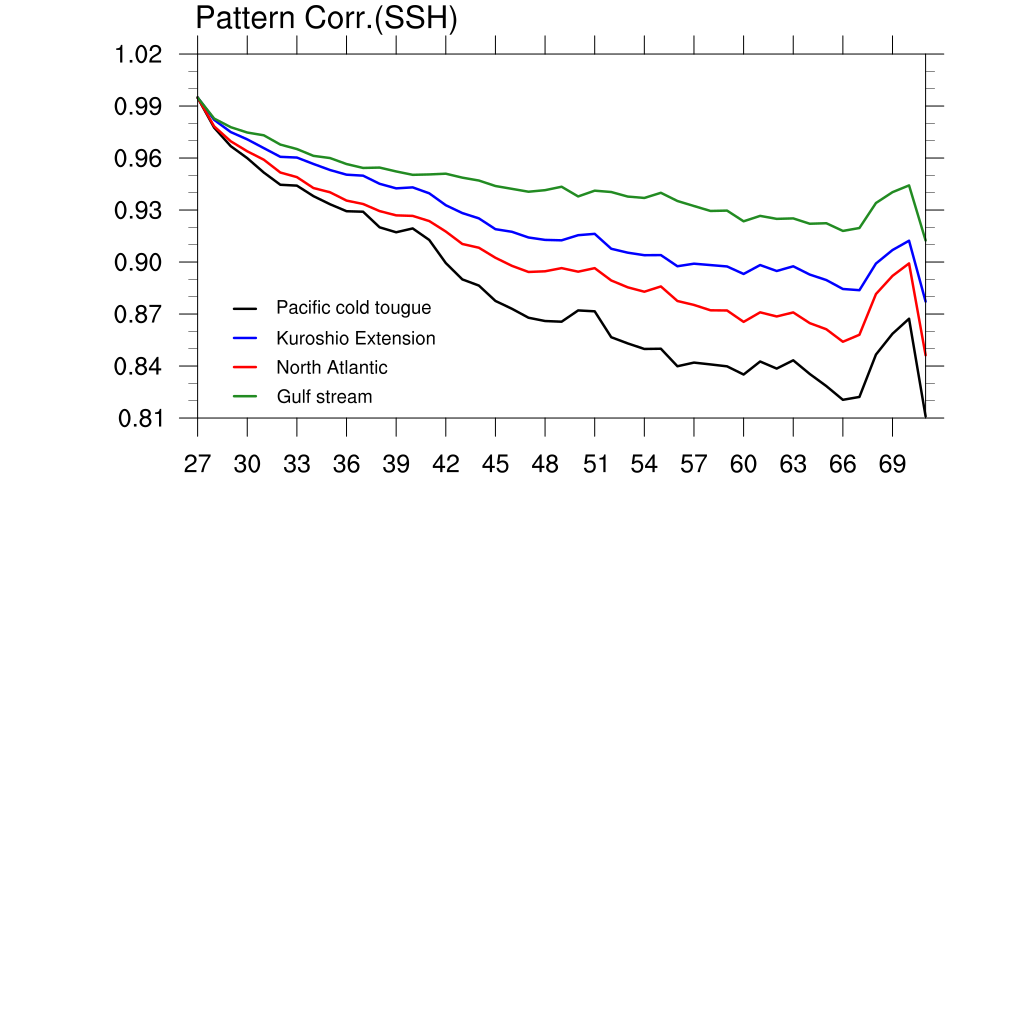 Pattern Corr.(SSH)
1.02
0.99
0.96
0.93
0.90
0.87
0.84
0.81
Pacific cold tougue
Kuroshio Extension
North Atlantic
Gulf stream
27 30 33 36 39 42 45 48 51 54 57 60 63 66 69